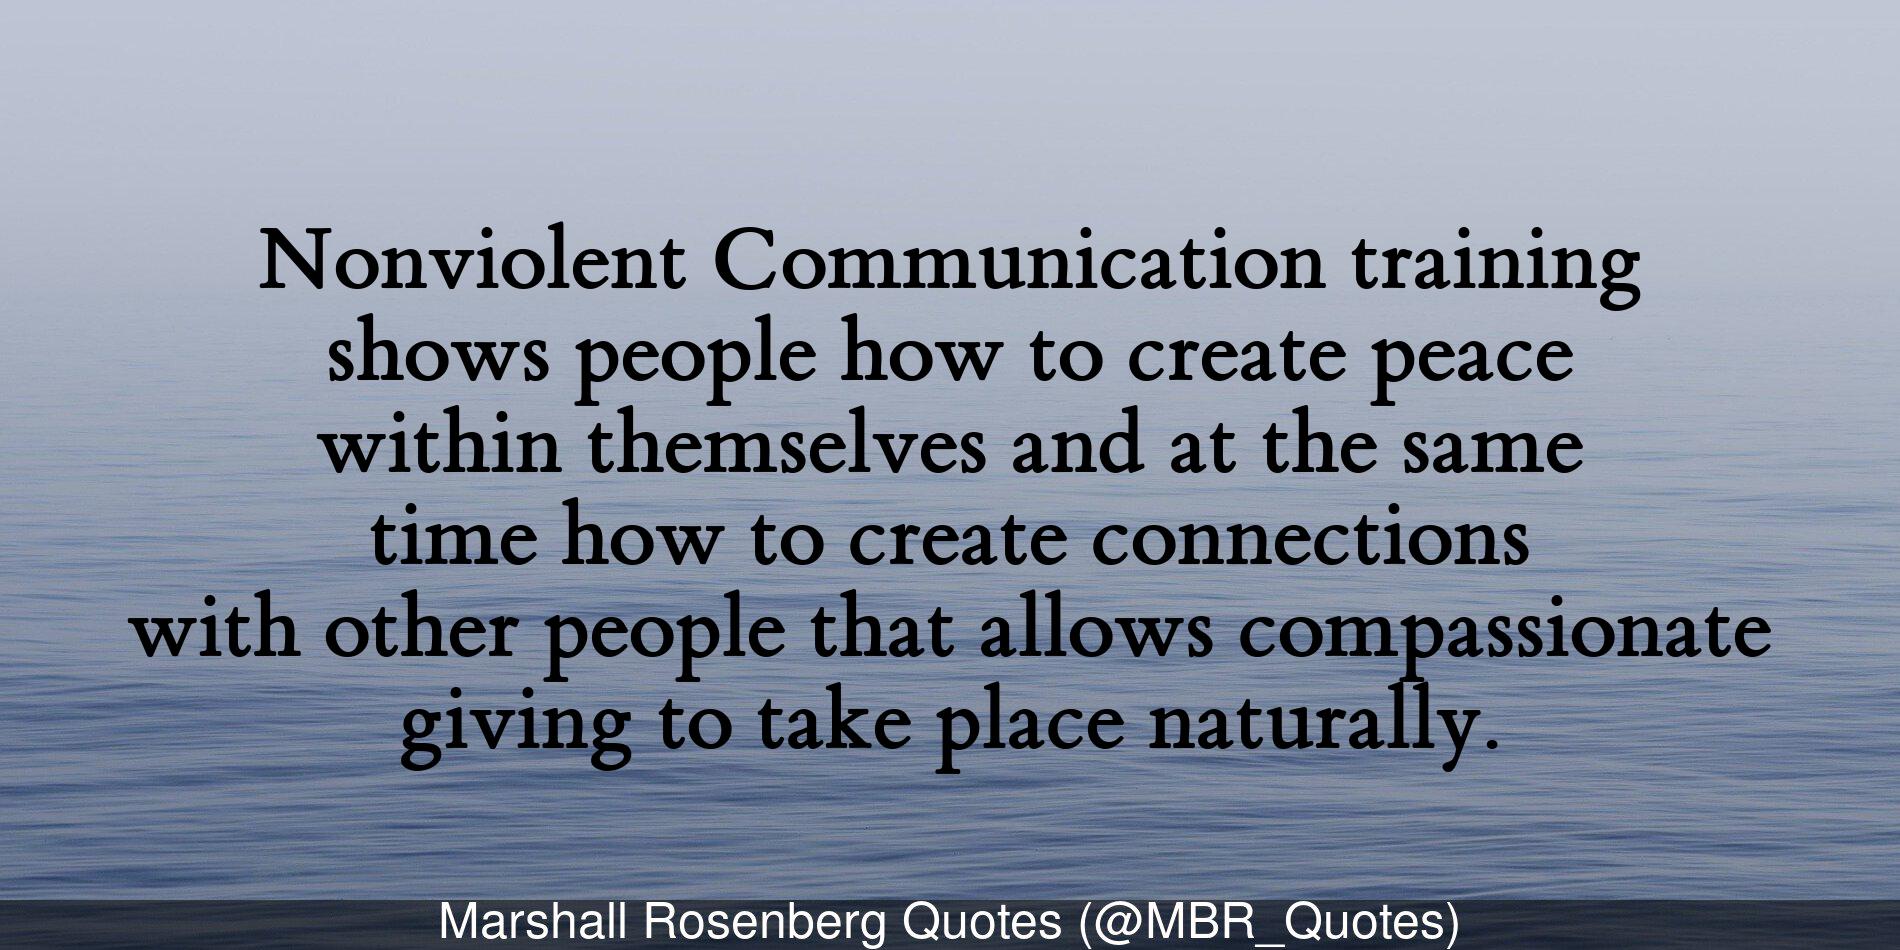 Nonviolent Communication training
shows people how to create peace
within themselves and at the same
time how to create connections
with other people that allows compassionate
giving to take place naturally.
Marshall Rosenberg Quotes (@MBR_Quotes)